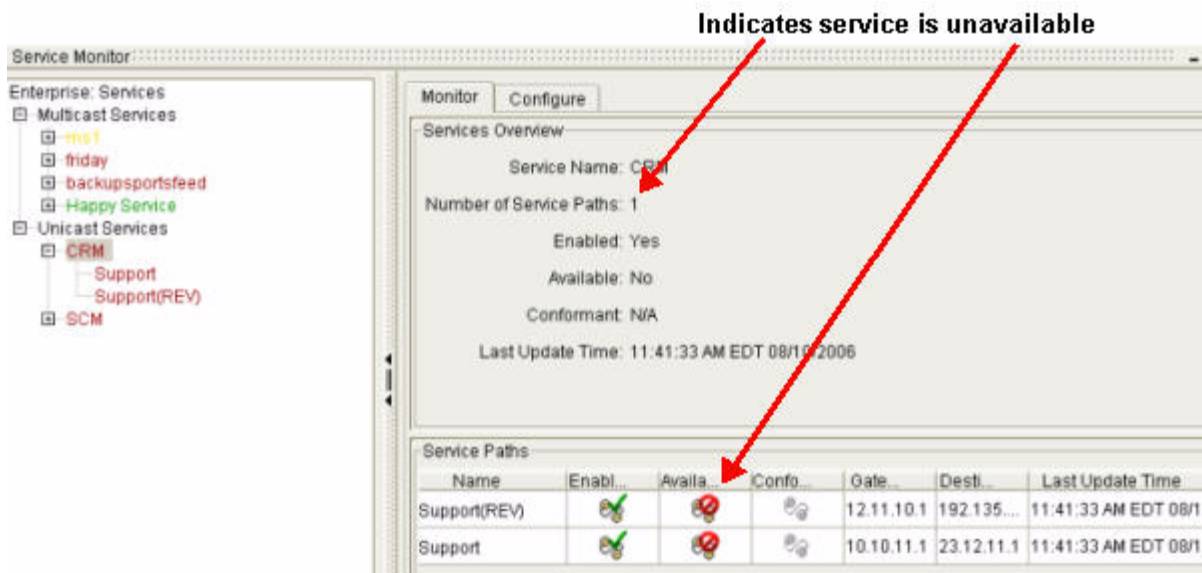 Indicates service is unavailable
Service Monitor
Enterprise: Services
Multicast Services
ms1
friday
backupsportsfeed
Happy Service
Unicast Services
CRM
Support
Support(REV)
SCM
Monitor Configure
Services Overview
Service Name: CRM
Number of Service Paths: 1
Enabled: Yes
Available: No
Conformant: N/A
Last Update Time: 11:41:33 AM EDT 08/10/2006
Service Paths
Name Enabl... Availa... Confo... Gate... Desti... Last Update Time
Support(REV) 12.11.10.1 192.135.... 11:41:33 AM EDT 08/1
Support 10.10.11.1 23.12.11.1 11:41:33 AM EDT 08/1